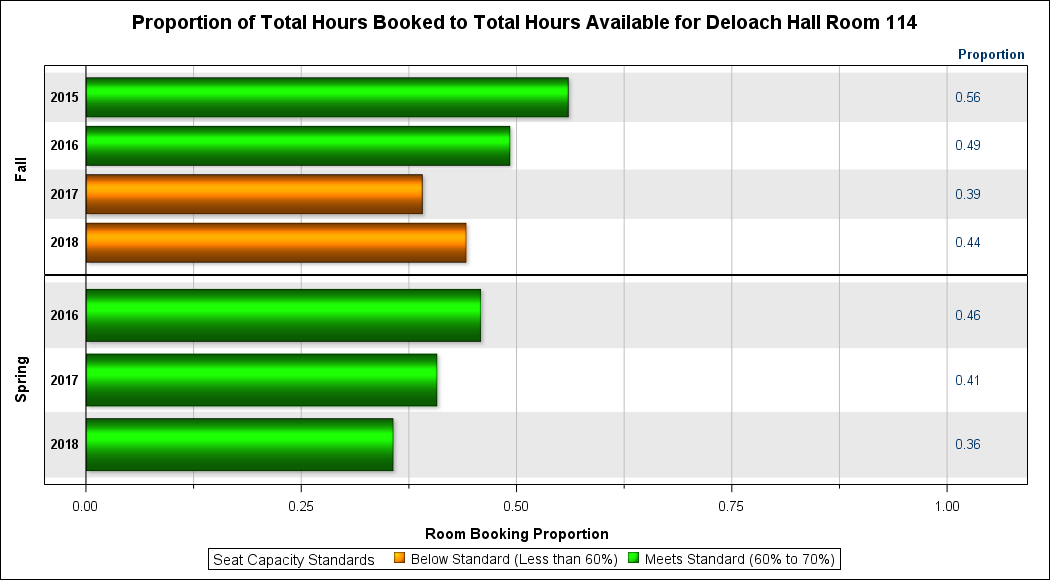 Proportion of Total Hours Booked to Total Hours Available for Deloach Hall Room 114
Proportion
Fall
2015 0.56
2016 0.49
2017 0.39
2018 0.44
Spring
2016 0.46
2017 0.41
2018 0.36
0.00 0.25 0.50 0.75 1.00
Room Booking Proportion
Seat Capacity Standards Below Standard (Less than 60%) Meets Standard (60% to 70%)